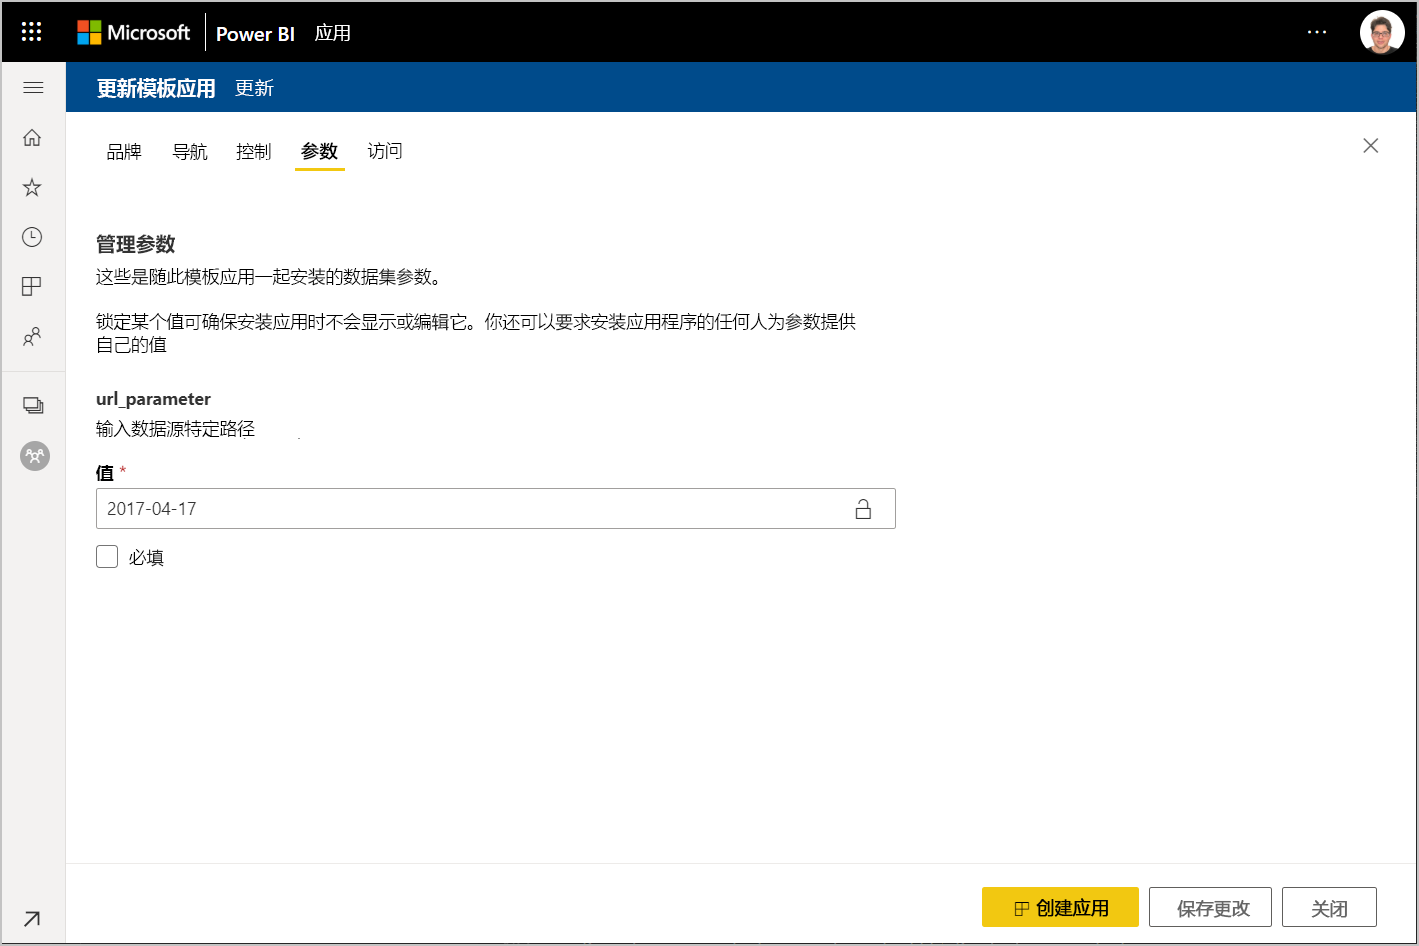 Microsoft Power BI 应用
更新模板应用 更新
品牌 导航 控制 参数 访问
管理参数
这些是随此模板应用一起安装的数据集参数。
锁定某个值可确保安装应用时不会显示或编辑它。你还可以要求安装应用程序的任何人为参数提供
自己的值
url_parameter
输入数据源特定路径
值 *
2017-04-17
必填
创建应用 保存更改 关闭